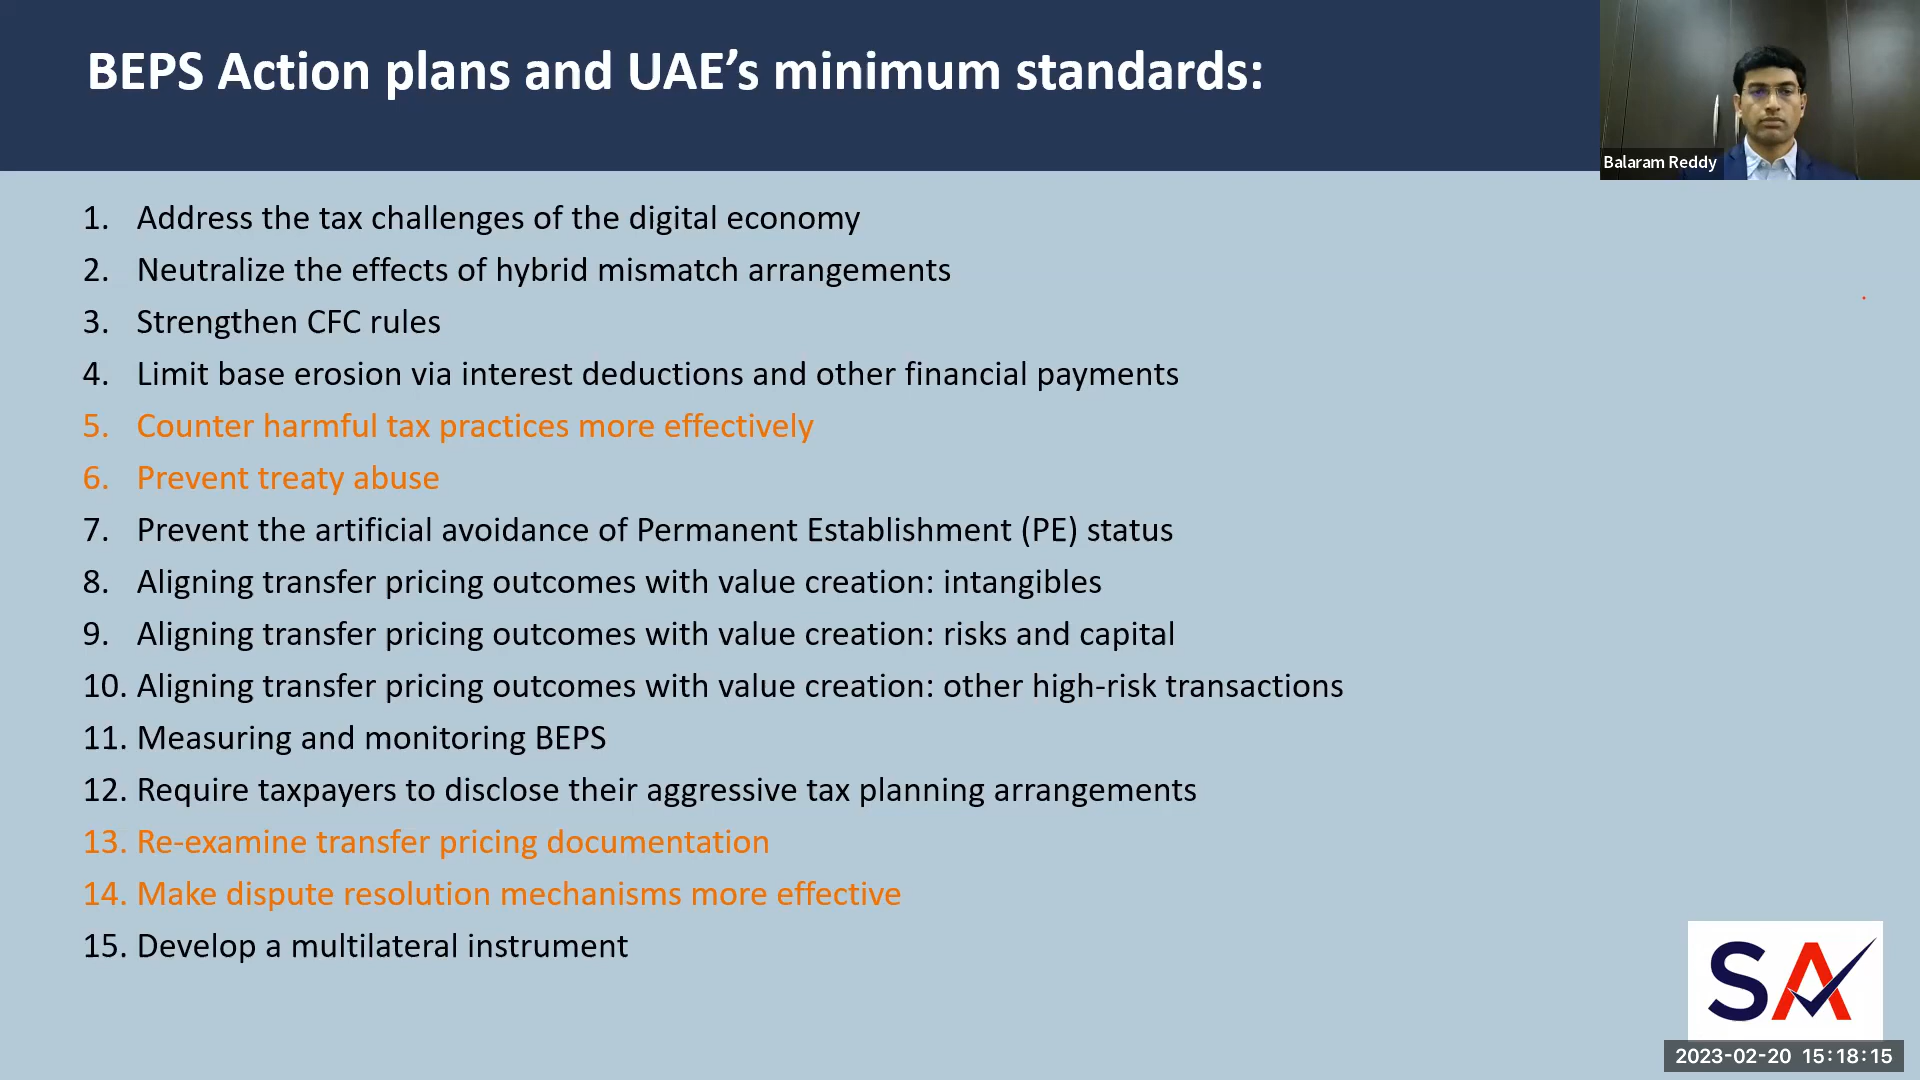 BEPS Action plans and UAE’s minimum standards:
Balaram Reddy
1. Address the tax challenges of the digital economy
2. Neutralize the effects of hybrid mismatch arrangements
3. Strengthen CFC rules
4. Limit base erosion via interest deductions and other financial payments
5. Counter harmful tax practices more effectively
6. Prevent treaty abuse
7. Prevent the artificial avoidance of Permanent Establishment (PE) status
8. Aligning transfer pricing outcomes with value creation: intangibles
9. Aligning transfer pricing outcomes with value creation: risks and capital
10. Aligning transfer pricing outcomes with value creation: other high-risk transactions
11. Measuring and monitoring BEPS
12. Require taxpayers to disclose their aggressive tax planning arrangements
13. Re-examine transfer pricing documentation
14. Make dispute resolution mechanisms more effective
15. Develop a multilateral instrument
SA
2023-02-20 15:18:15